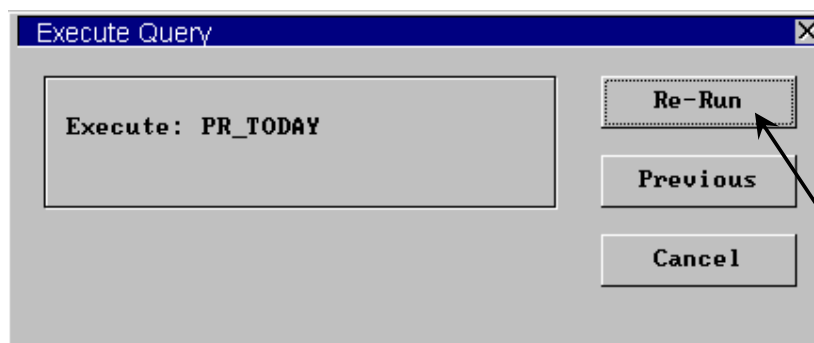 Execute Query
Execute: PR_TODAY
Re-Run
Previous
Cancel